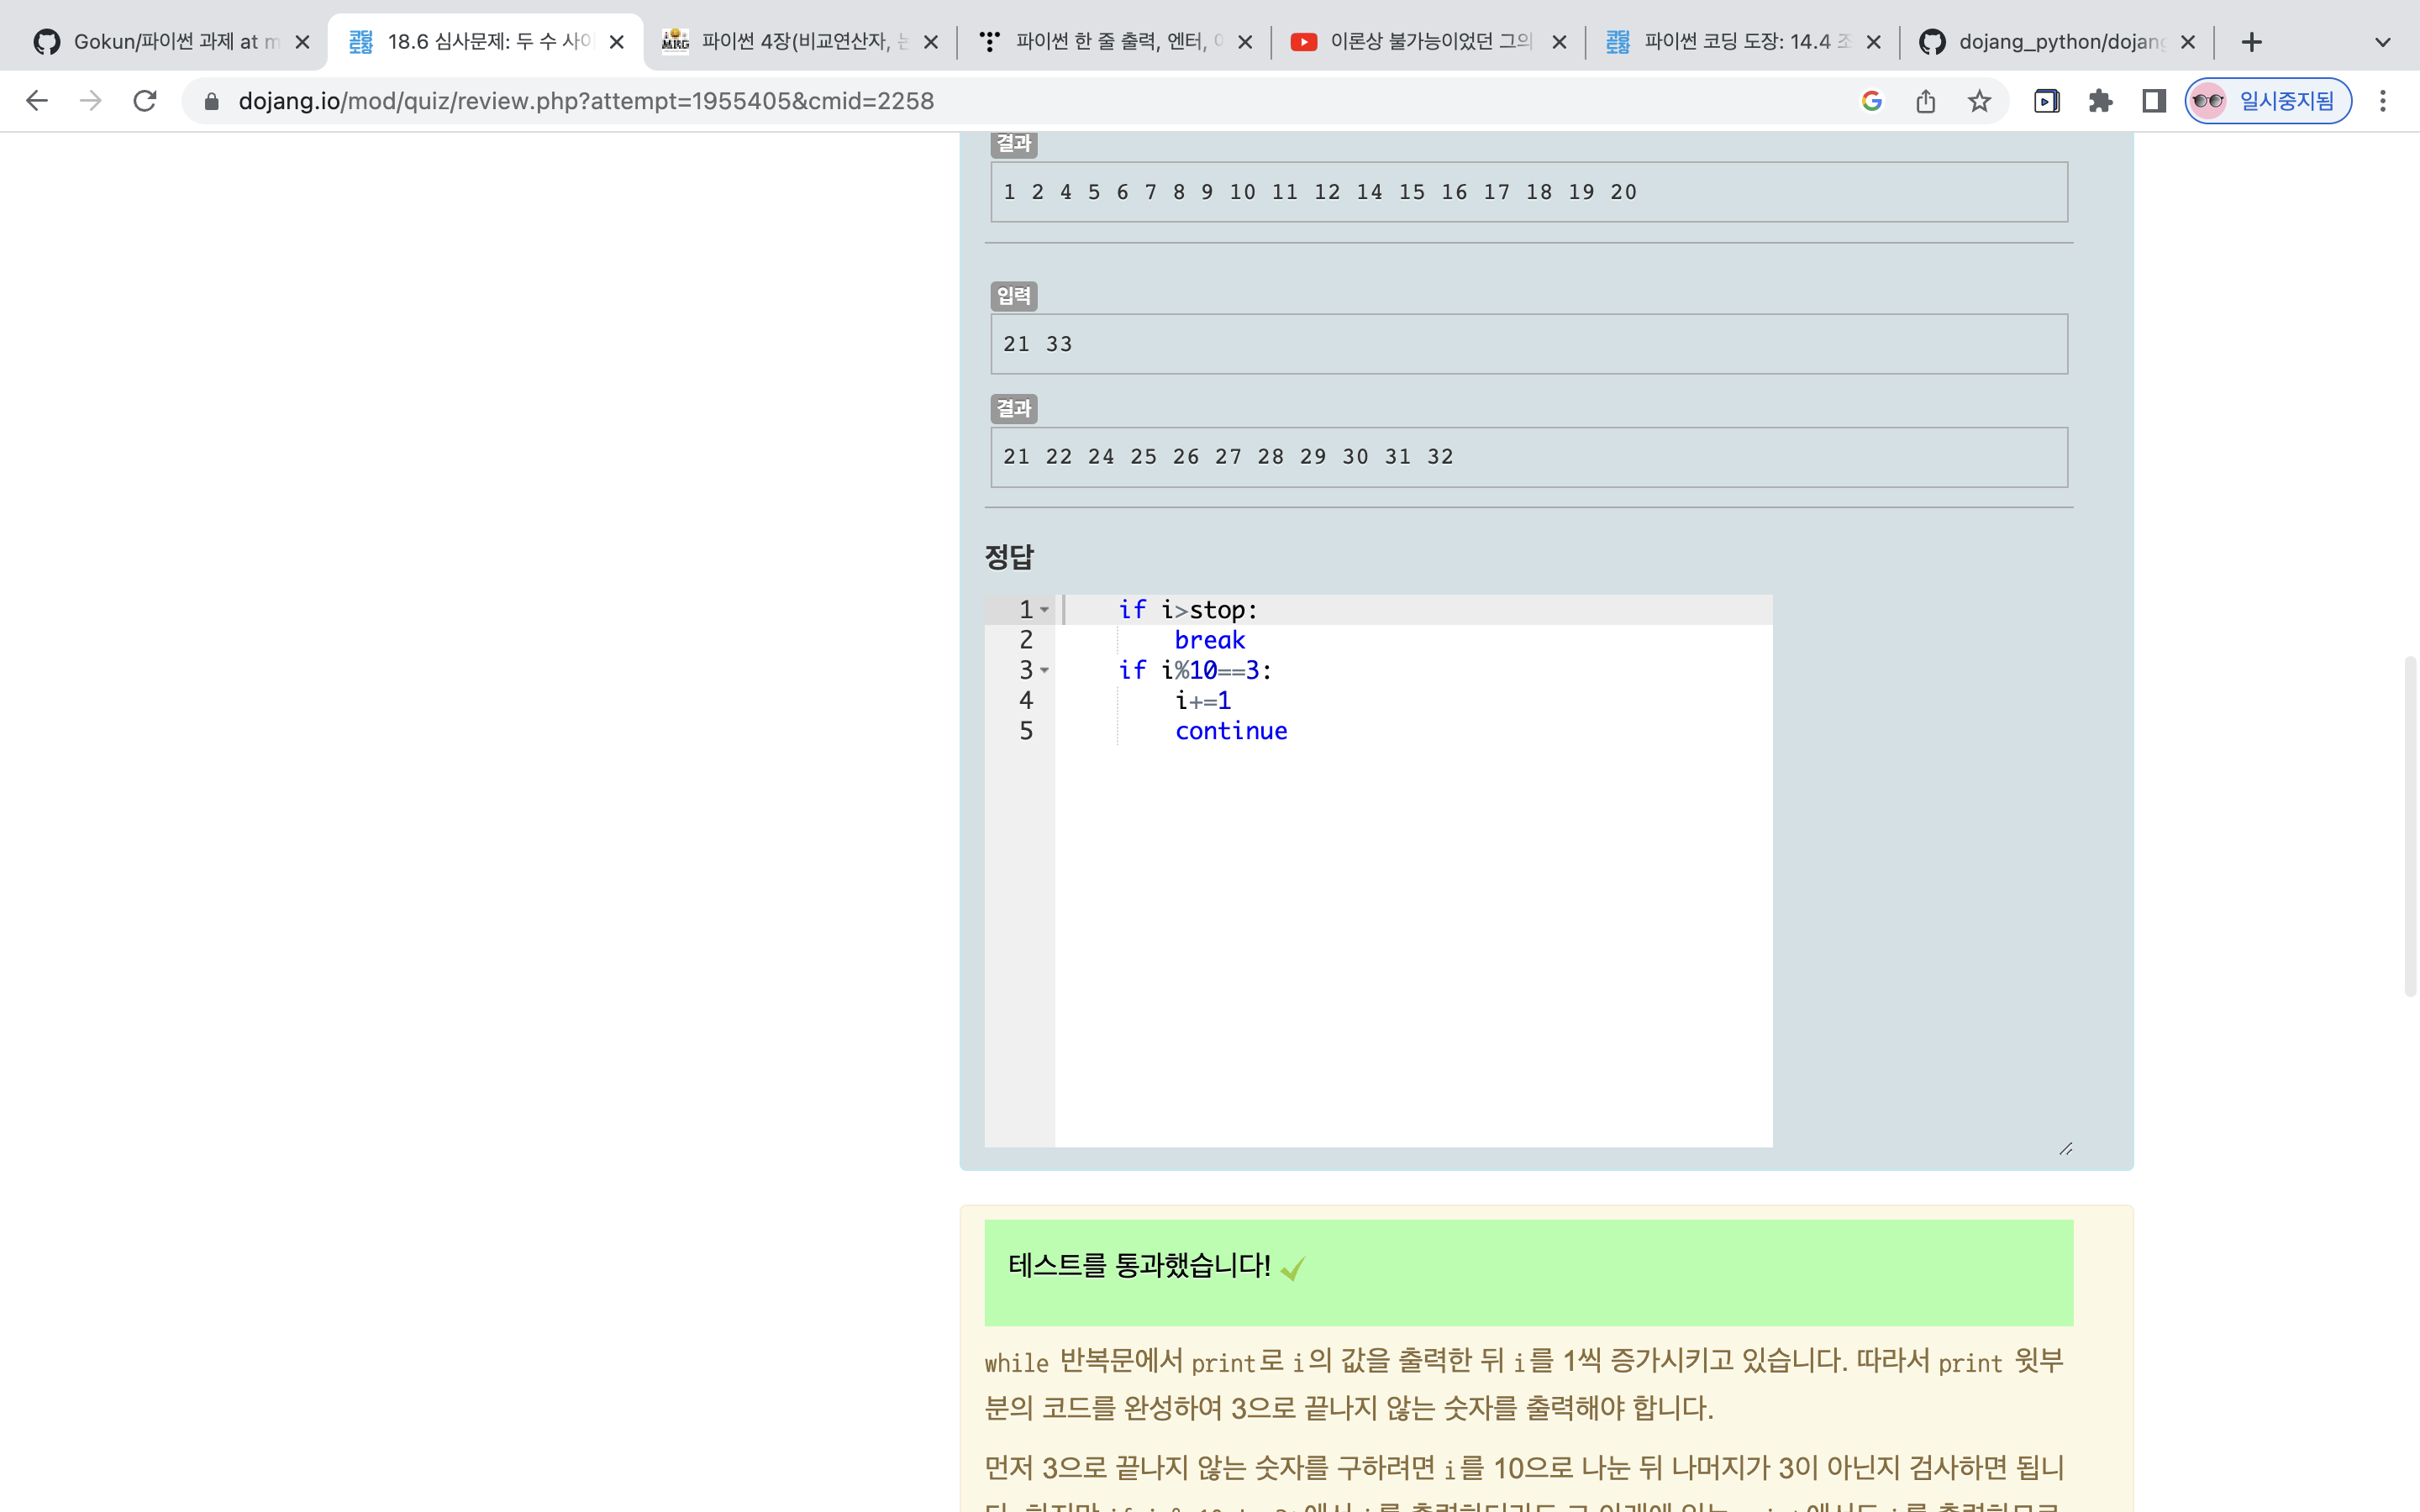 Gokun/파이썬 과제 at m
18.6 심사문제: 두 수 사이
파이썬 4장(비교연산자,
파이썬 한 줄 출력, 엔터,
이론상 불가능이었던 그의
파이썬 코딩 도장: 14.4
dojang_python/dojang
dojang.io/mod/quiz/review.php?attempt=1955405&cmid=2258
일시중지됨
결과
1 2 4 5 6 7 8 9 10 11 12 14 15 16 17 18 19 20
입력
21 33
결과
21 22 24 25 26 27 28 29 30 31 32
정답
1 if i>stop:
2 break
3 if i%10==3:
4 i+=1
5 continue
테스트를 통과했습니다!
while 반복문에서 print로 i의 값을 출력한 뒤 i를 1씩 증가시키고 있습니다. 따라서 print 윗부
분의 코드를 완성하여 3으로 끝나지 않는 숫자를 출력해야 합니다.
먼저 3으로 끝나지 않는 숫자를 구하려면 i를 10으로 나눈 뒤 나머지가 3이 아닌지 검사하면 됩니